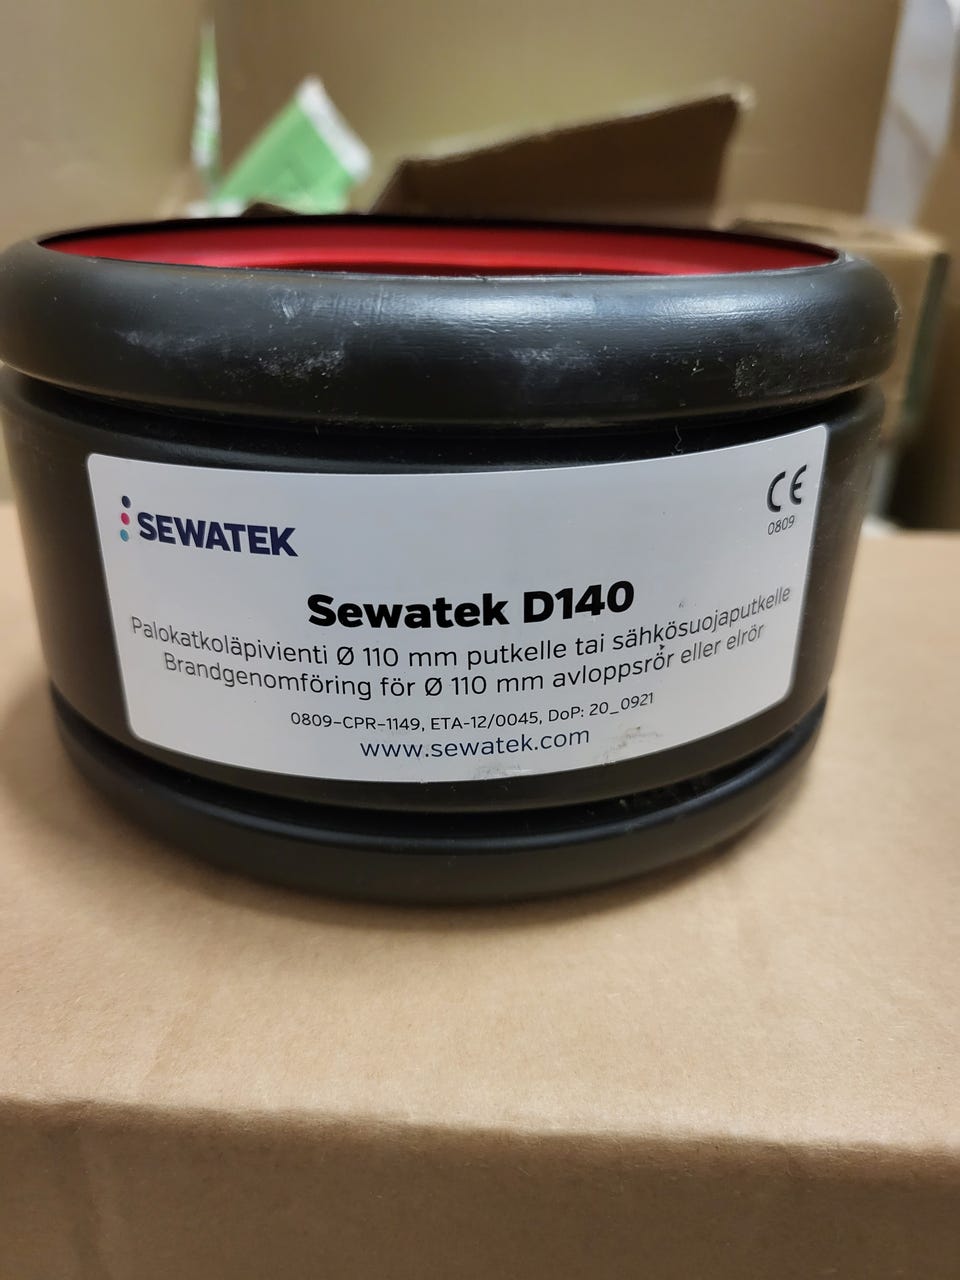 SEWATEK
CE
0809
Sewatek D140
Palokatkoläpivienti Ø 110 mm putkelle tai sähkösuojaputkelle
Brandgenomföring för Ø 110 mm avloppsrör eller elrör
0809-CPR-1149, ETA-12/0045, DoP: 20_0921
www.sewatek.com